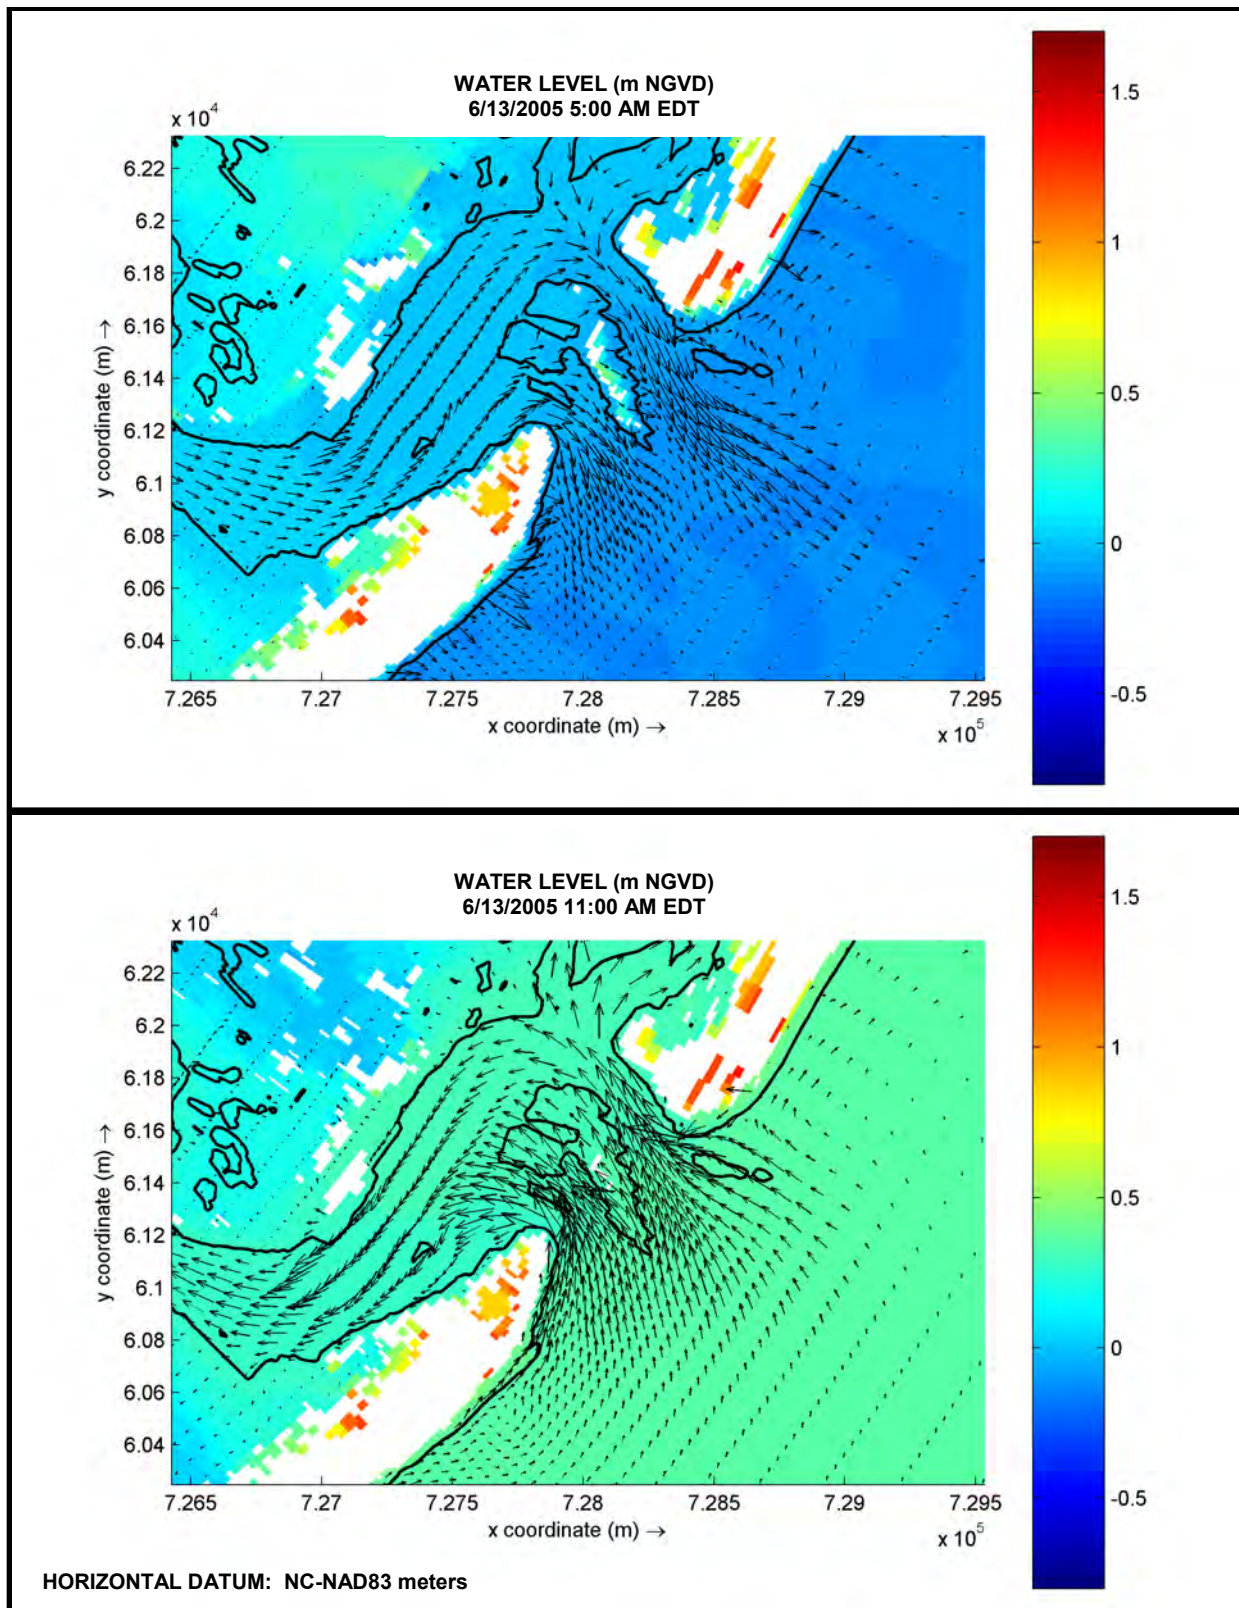 WATER LEVEL (m NGVD)
6/13/2005 5:00 AM EDT
x 10^4
6.22
6.2
6.18
6.16
6.14
6.12
6.1
6.08
6.06
6.04
y coordinate (m) →
7.265 7.27 7.275 7.28 7.285 7.29 7.295
x coordinate (m) →
x 10^5
1.5
1
0.5
0
-0.5
WATER LEVEL (m NGVD)
6/13/2005 11:00 AM EDT
x 10^4
6.22
6.2
6.18
6.16
6.14
6.12
6.1
6.08
6.06
6.04
y coordinate (m) →
7.265 7.27 7.275 7.28 7.285 7.29 7.295
x coordinate (m) →
x 10^5
1.5
1
0.5
0
-0.5
HORIZONTAL DATUM: NC-NAD83 meters